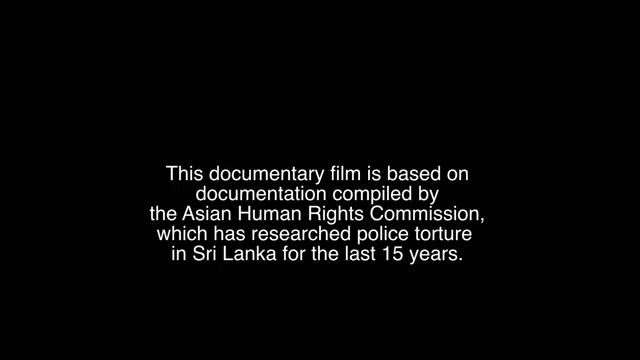 This documentary film is based on
documentation compiled by
the Asian Human Rights Commission,
which has researched police torture
in Sri Lanka for the last 15 years.